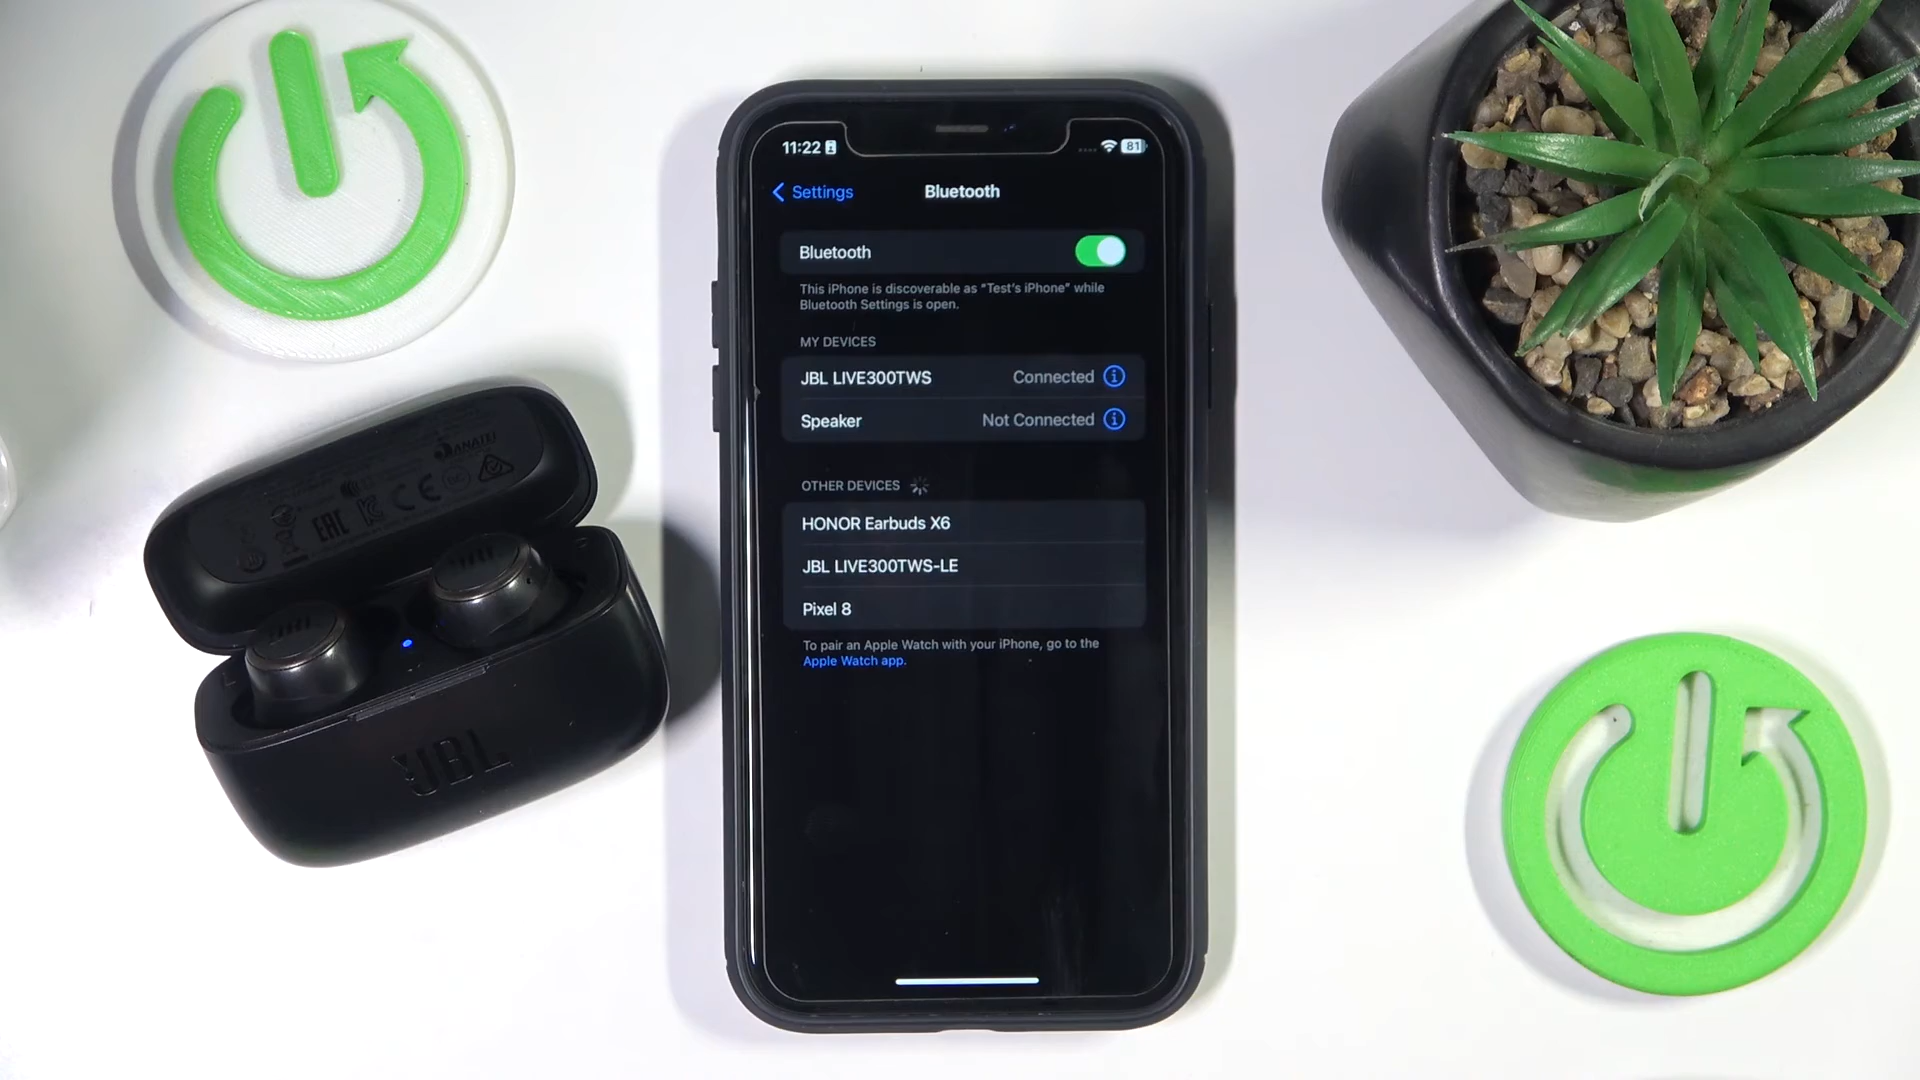 11:22
81
Settings
Bluetooth
Bluetooth
This iPhone is discoverable as “Test's iPhone” while
Bluetooth Settings is open.
MY DEVICES
JBL LIVE300TWS Connected
Speaker Not Connected
OTHER DEVICES
HONOR Earbuds X6
JBL LIVE300TWS-LE
Pixel 8
To pair an Apple Watch with your iPhone, go to the
Apple Watch app.
ANATEL
EAC
CE
JBL